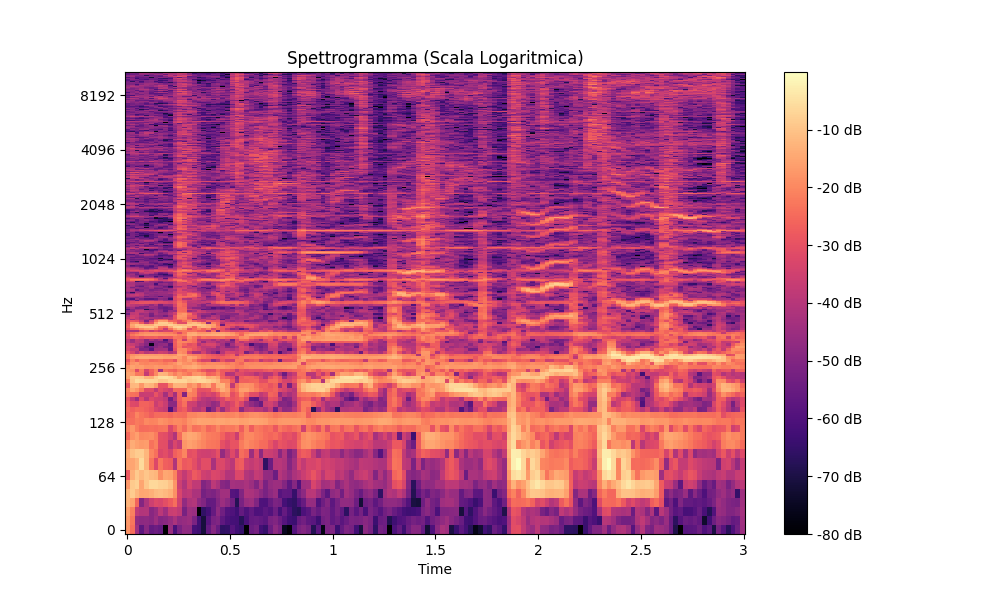 Spettrogramma (Scala Logaritmica)
Hz
8192
4096
2048
1024
512
256
128
64
0
0
0.5
1
1.5
2
2.5
3
Time
-10 dB
-20 dB
-30 dB
-40 dB
-50 dB
-60 dB
-70 dB
-80 dB